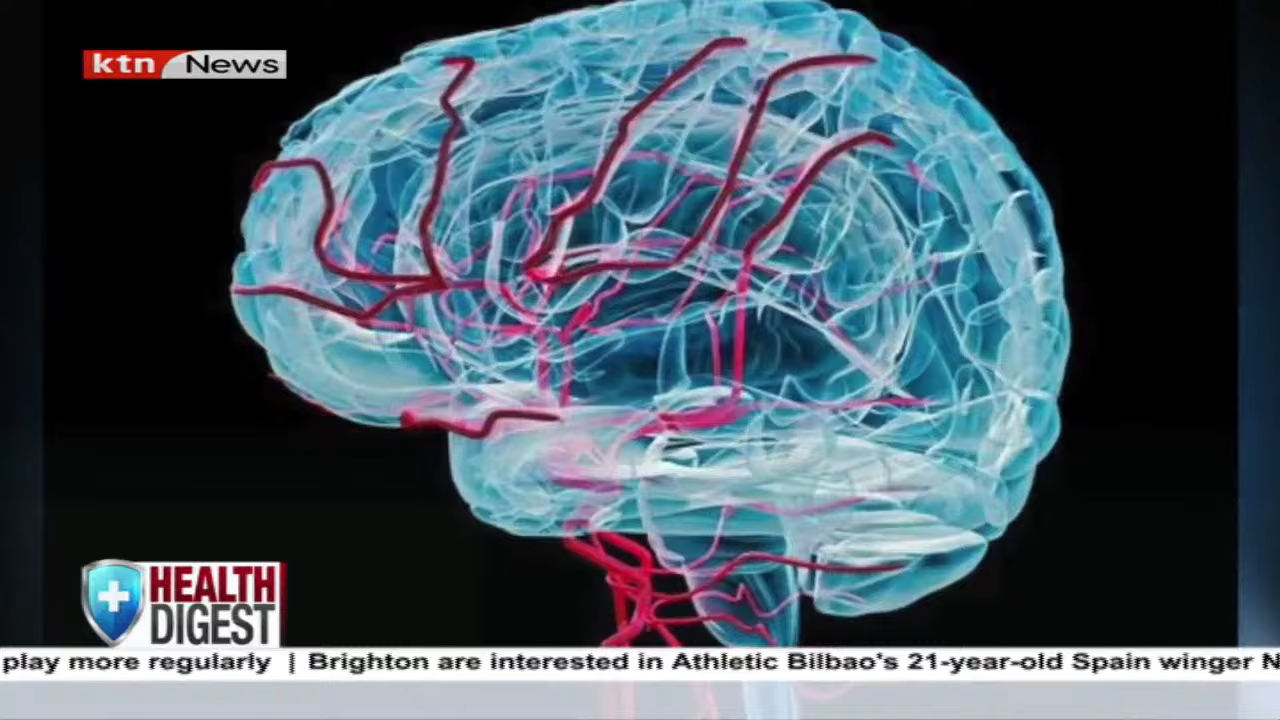 ktn News
HEALTH
DIGEST
play more regularly | Brighton are interested in Athletic Bilbao's 21-year-old Spain winger N